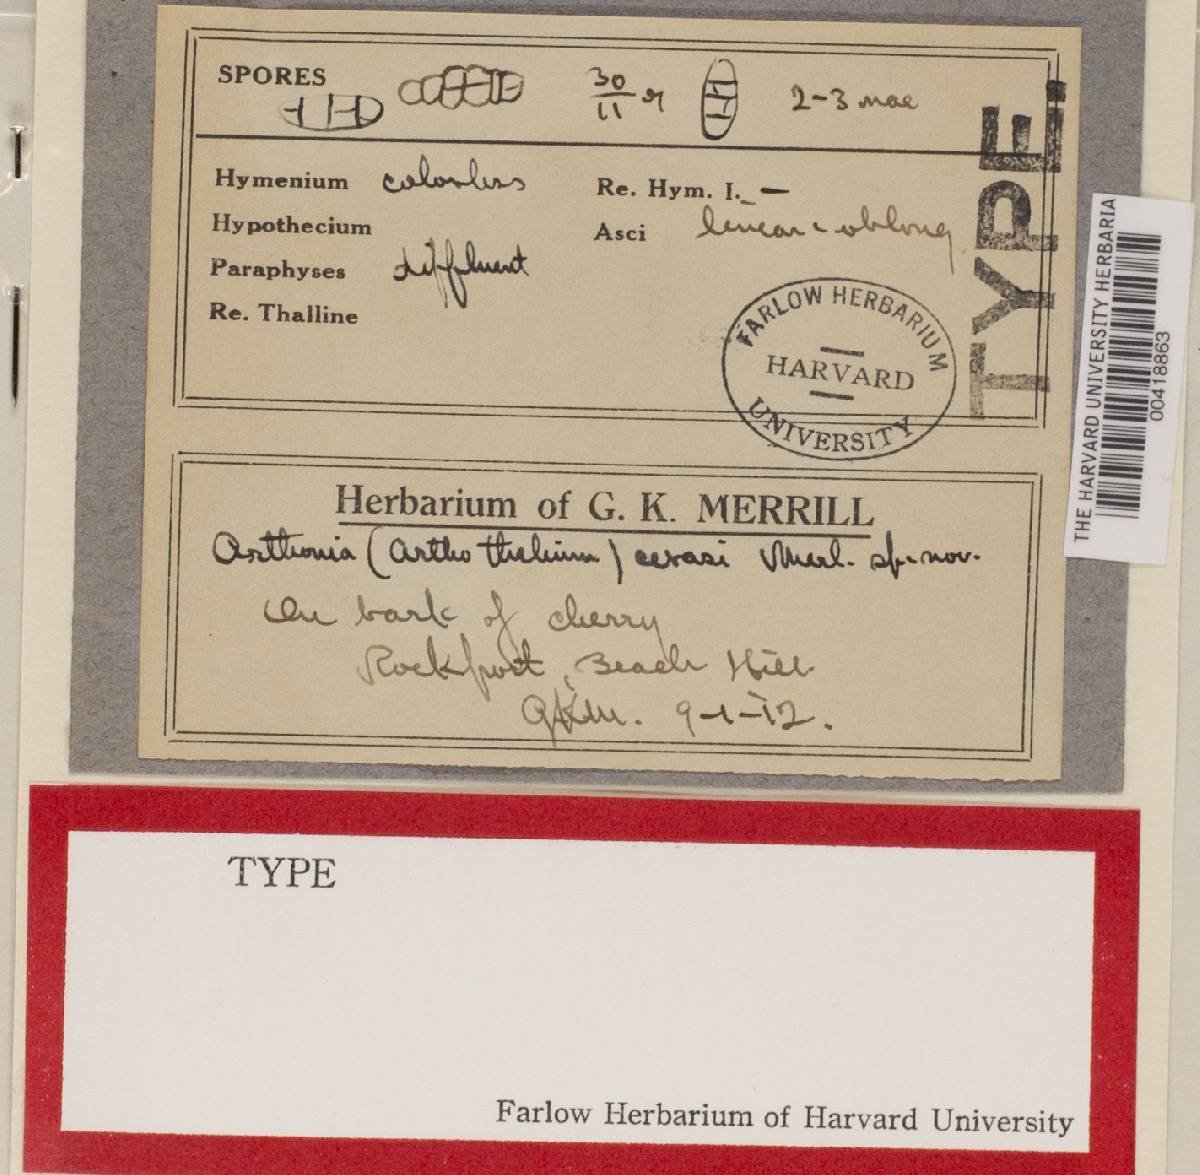 SPORES 30/11 2-3 mae
Hymenium colorless
Re. Hym. I. —
Hypothecium
Asci linear-oblong
Paraphyses diffluent
Re. Thalline
FARLOW HERBARIUM
HARVARD
UNIVERSITY
TYPE
THE HARVARD UNIVERSITY HERBARIA
00418863
Herbarium of G. K. MERRILL
Arthonia (Arthothelium) cerasi Merl. sp. nov.
On bark of cherry
Rockport, Beach Hill
GKM. 9-1-12.
TYPE
Farlow Herbarium of Harvard University